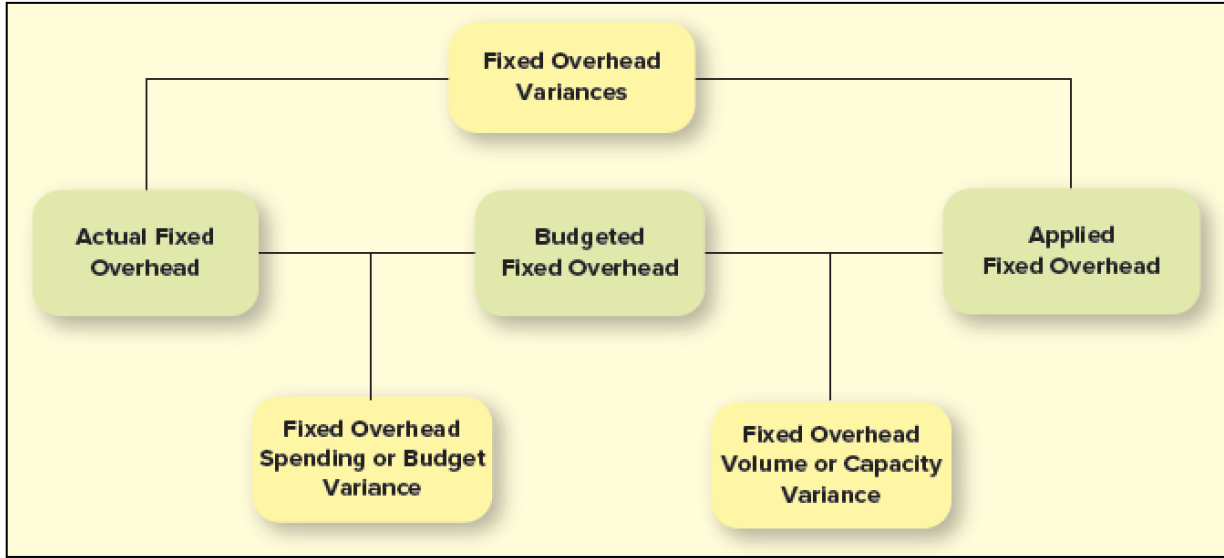 Fixed Overhead
Variances
Actual Fixed
Overhead
Budgeted
Fixed Overhead
Applied
Fixed Overhead
Fixed Overhead
Spending or Budget
Variance
Fixed Overhead
Volume or Capacity
Variance